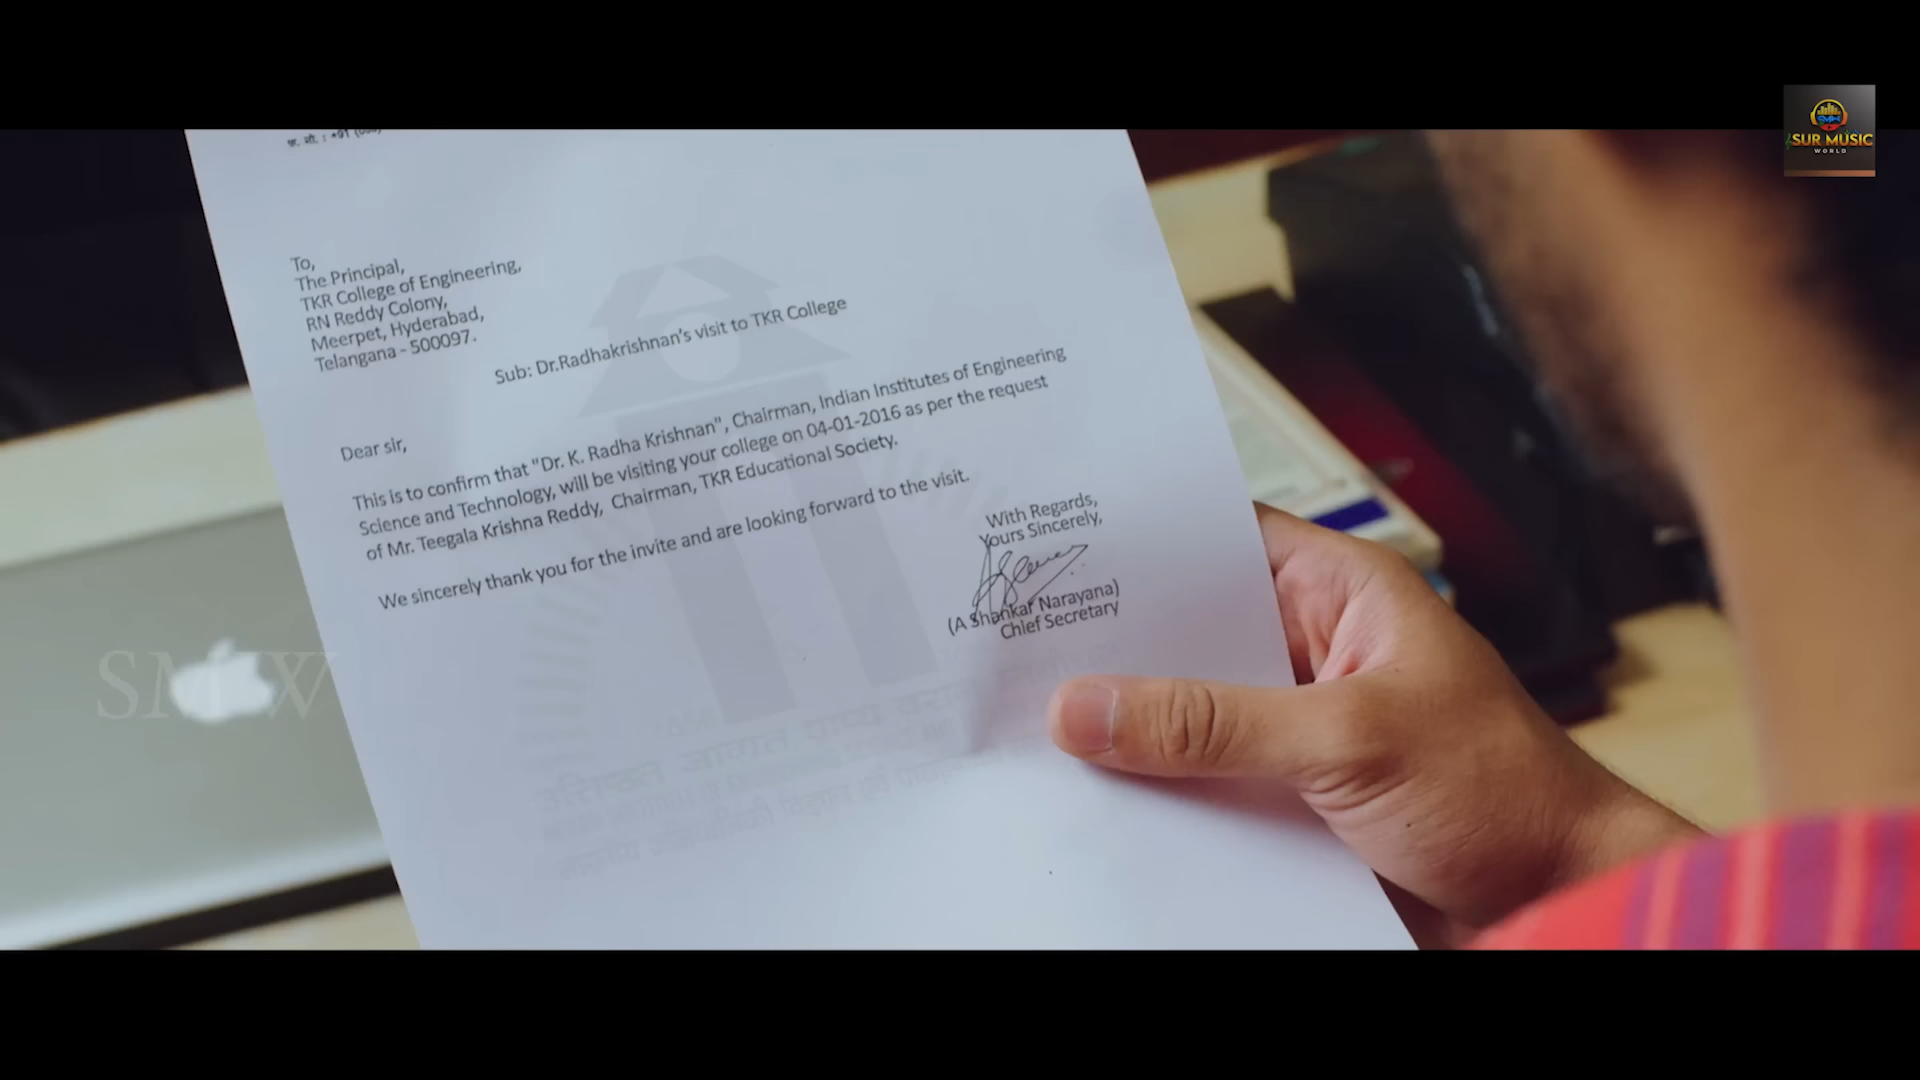 फ़. सं. : +91
To,
The Principal,
TKR College of Engineering,
RN Reddy Colony,
Meerpet, Hyderabad,
Telangana - 500097.
Sub: Dr.Radhakrishnan's visit to TKR College
Dear sir,
This is to confirm that "Dr. K. Radha Krishnan", Chairman, Indian Institutes of Engineering
Science and Technology, will be visiting your college on 04-01-2016 as per the request
of Mr. Teegala Krishna Reddy, Chairman, TKR Educational Society.
We sincerely thank you for the invite and are looking forward to the visit.
With Regards,
Yours Sincerely,
(A Shankar Narayana)
Chief Secretary
SMW
SUR MUSIC
WORLD